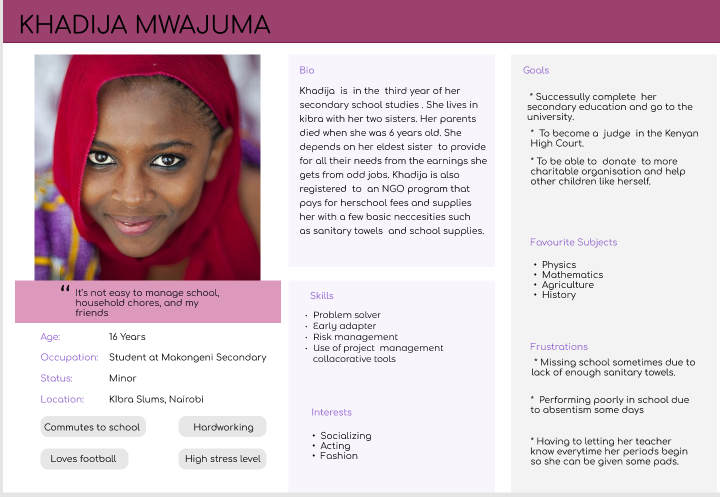 KHADIJA MWAJUMA
“ It's not easy to manage school,
household chores, and my
friends
Age: 16 Years
Occupation: Student at Makongeni Secondary
Status: Minor
Location: KIbra Slums, Nairobi
Commutes to school
Hardworking
Loves football
High stress level
Bio
Khadija is in the third year of her
secondary school studies . She lives in
kibra with her two sisters. Her parents
died when she was 6 years old. She
depends on her eldest sister to provide
for all their needs from the earnings she
gets from odd jobs. Khadija is also
registered to an NGO program that
pays for herschool fees and supplies
her with a few basic neccesities such
as sanitary towels and school supplies.
Skills
• Problem solver
• Early adapter
• Risk management
• Use of project management
collacorative tools
Interests
• Socializing
• Acting
• Fashion
Goals
* Successully complete her
secondary education and go to the
university.
* To become a judge in the Kenyan
High Court.
* To be able to donate to more
charitable organisation and help
other children like herself.
Favourite Subjects
• Physics
• Mathematics
• Agriculture
• History
Frustrations
* Missing school sometimes due to
lack of enough sanitary towels.
* Performing poorly in school due
to absentism some days
* Having to letting her teacher
know everytime her periods begin
so she can be given some pads.